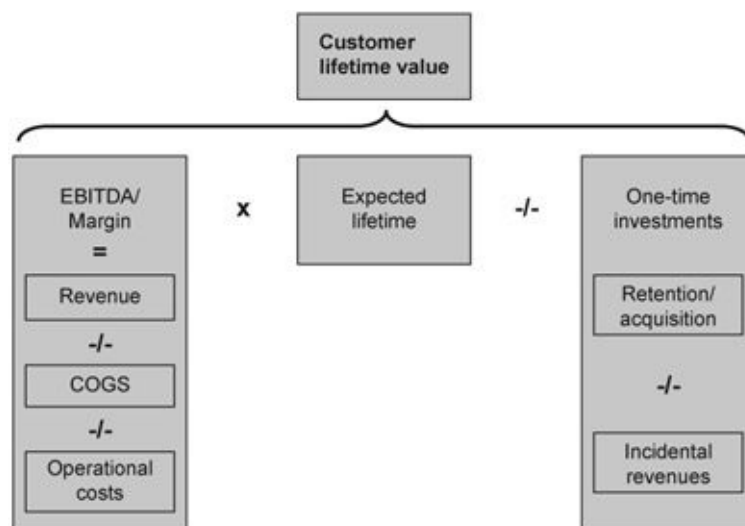 Customer
lifetime value
EBITDA/
Margin
=
Revenue
-/-
COGS
-/-
Operational
costs
x
Expected
lifetime
-/-
One-time
investments
Retention/
acquisition
-/-
Incidental
revenues